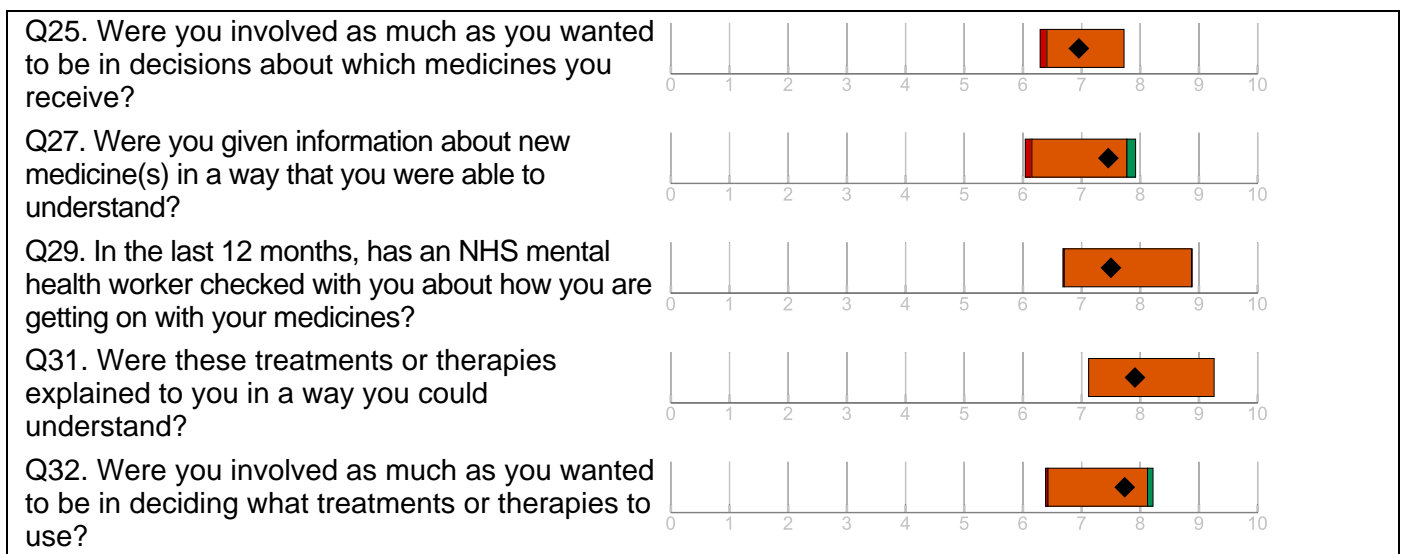 Q25. Were you involved as much as you wanted
to be in decisions about which medicines you
receive?
0 1 2 3 4 5 6 7 8 9 10
Q27. Were you given information about new
medicine(s) in a way that you were able to
understand?
0 1 2 3 4 5 6 7 8 9 10
Q29. In the last 12 months, has an NHS mental
health worker checked with you about how you are
getting on with your medicines?
0 1 2 3 4 5 6 7 8 9 10
Q31. Were these treatments or therapies
explained to you in a way you could
understand?
0 1 2 3 4 5 6 7 8 9 10
Q32. Were you involved as much as you wanted
to be in deciding what treatments or therapies to
use?
0 1 2 3 4 5 6 7 8 9 10